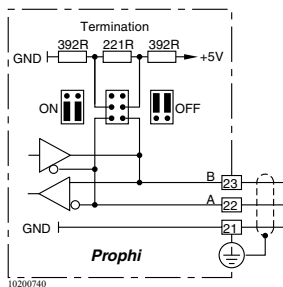 Termination
392R 221R 392R
GND +5V
ON OFF
B 23
A 22
GND 21
Prophi
10200740